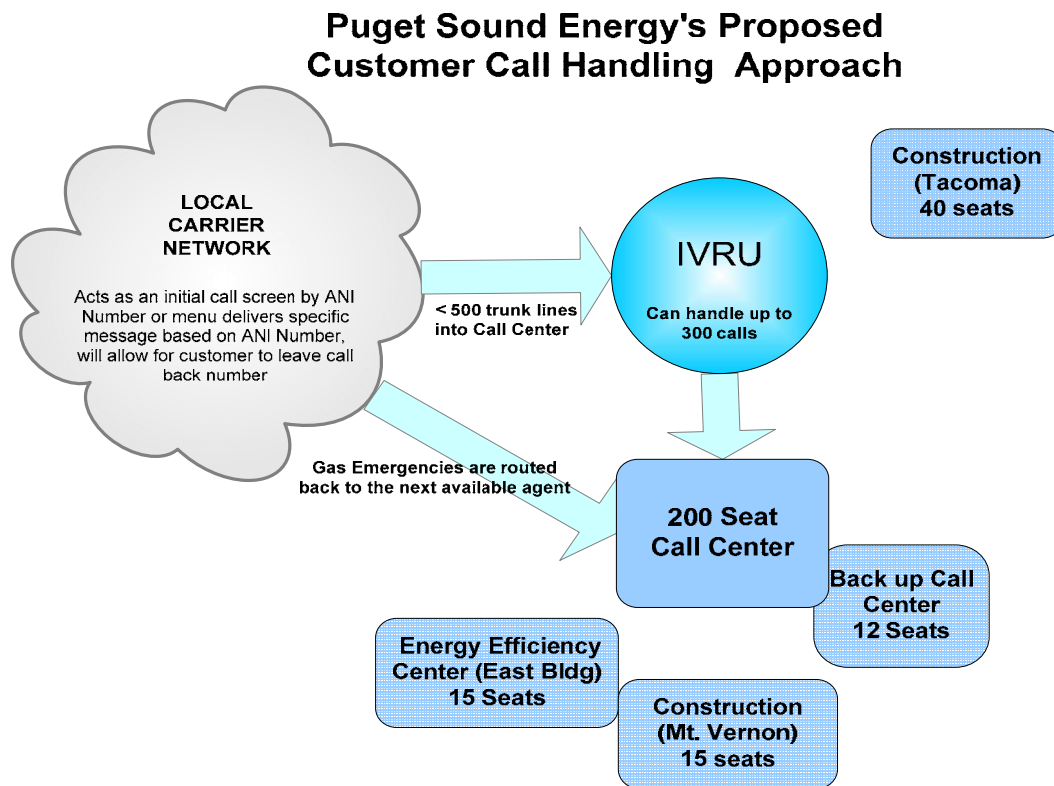 Puget Sound Energy's Proposed
Customer Call Handling Approach
LOCAL
CARRIER
NETWORK
Acts as an initial call screen by ANI
Number or menu delivers specific
message based on ANI Number,
will allow for customer to leave call
back number
< 500 trunk lines
into Call Center
IVRU
Can handle up to
300 calls
Construction
(Tacoma)
40 seats
Gas Emergencies are routed
back to the next available agent
200 Seat
Call Center
Back up Call
Center
12 Seats
Energy Efficiency
Center (East Bldg)
15 Seats
Construction
(Mt. Vernon)
15 seats